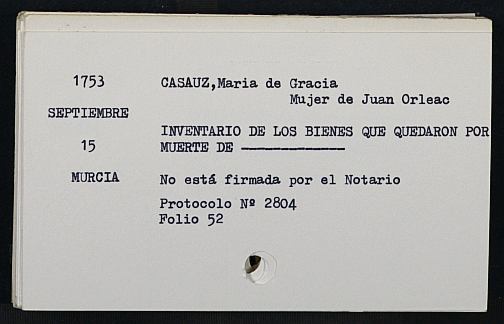 1753
CASAUZ,Maria de Gracia
Mujer de Juan Orleac
SEPTIEMBRE
INVENTARIO DE LOS BIENES QUE QUEDARON POR
15
MUERTE DE -------------
MURCIA
No está firmada por el Notario
Protocolo Nº 2804
Folio 52